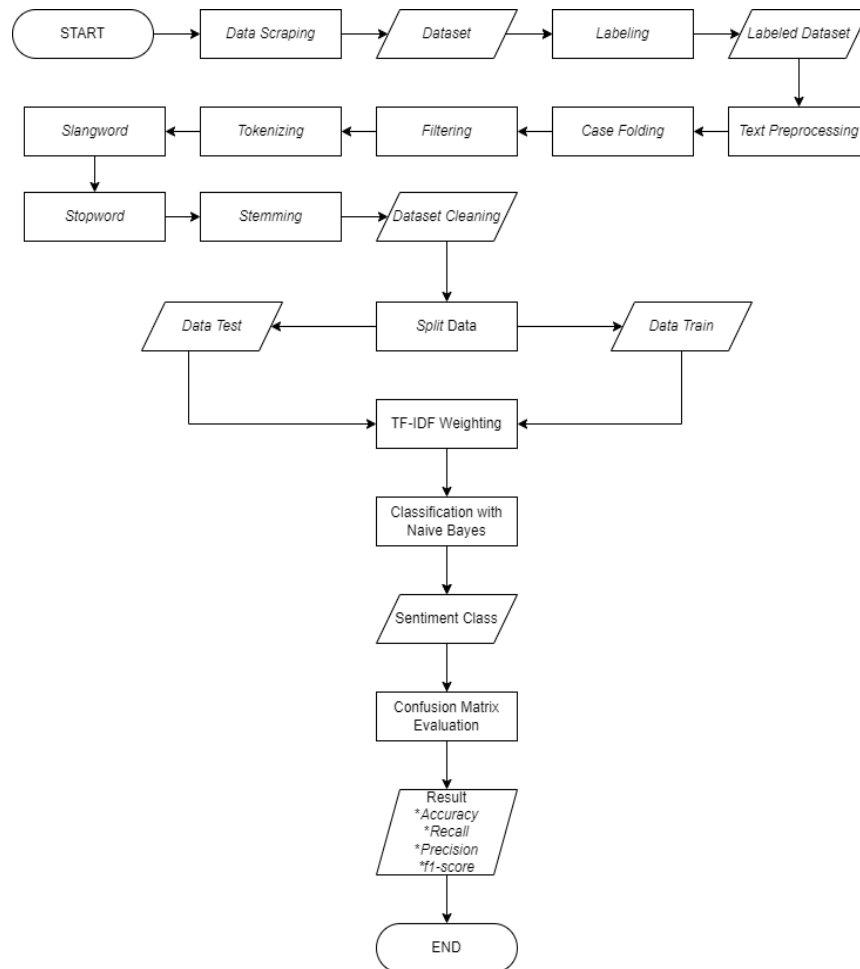 START
Data Scraping
Dataset
Labeling
Labeled Dataset
Text Preprocessing
Case Folding
Filtering
Tokenizing
Slangword
Stopword
Stemming
Dataset Cleaning
Split Data
Data Test
Data Train
TF-IDF Weighting
Classification with
Naive Bayes
Sentiment Class
Confusion Matrix
Evaluation
Result
*Accuracy
*Recall
*Precision
*f1-score
END